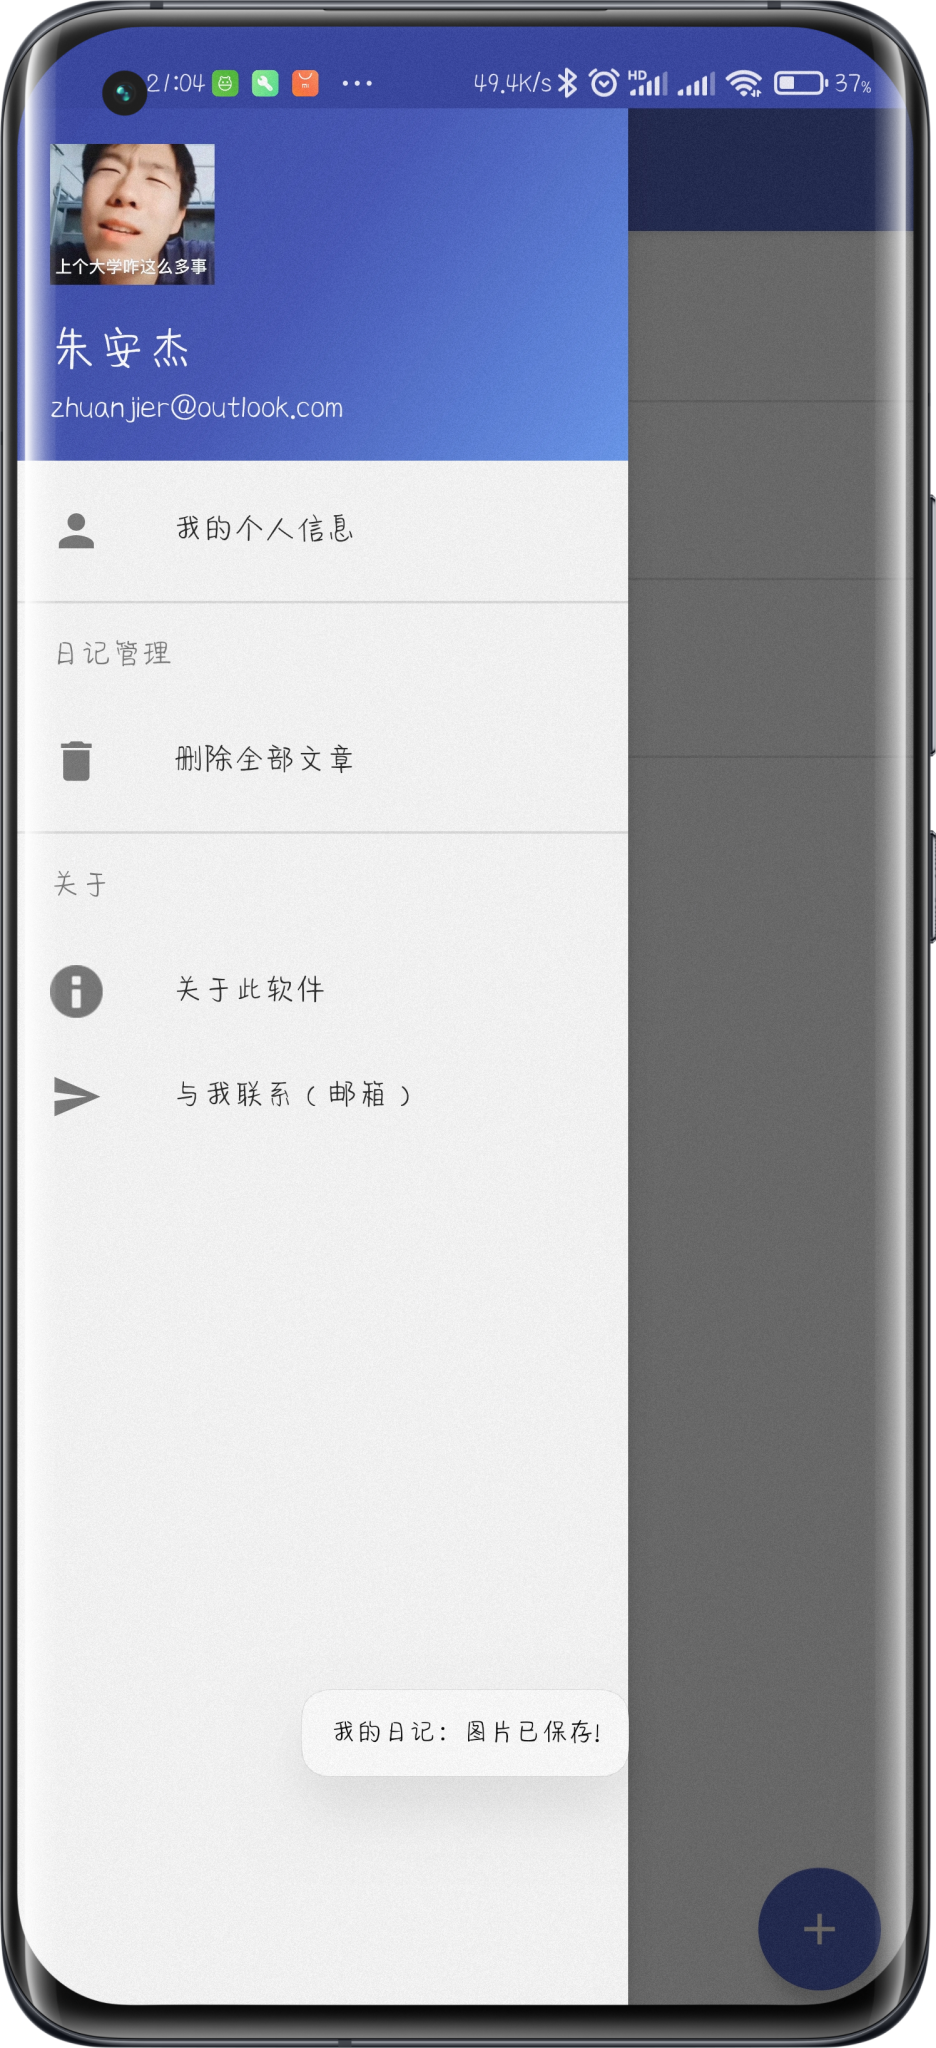 21:04
49.4K/s
HD
37%
上个大学咋这么多事
朱安杰
zhuanjier@outlook.com
我的个人信息
日记管理
删除全部文章
关于
关于此软件
与我联系（邮箱）
我的日记：图片已保存!